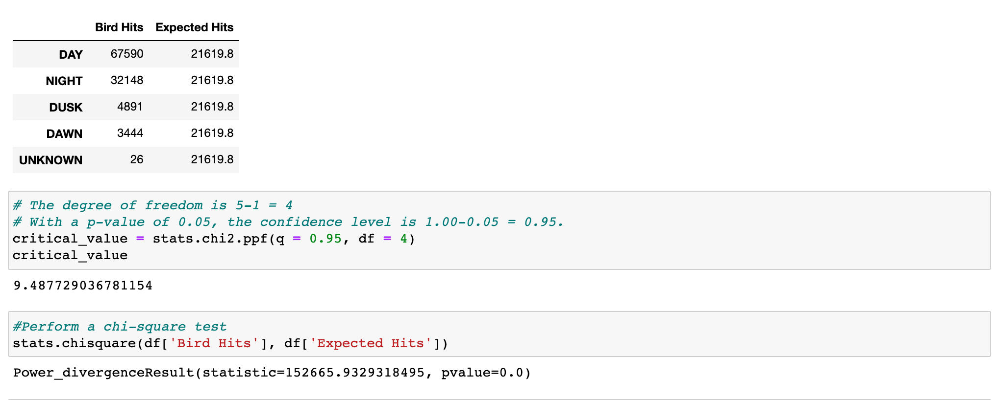 Bird Hits Expected Hits
DAY 67590 21619.8
NIGHT 32148 21619.8
DUSK 4891 21619.8
DAWN 3444 21619.8
UNKNOWN 26 21619.8
# The degree of freedom is 5-1 = 4
# With a p-value of 0.05, the confidence level is 1.00-0.05 = 0.95.
critical_value = stats.chi2.ppf(q = 0.95, df = 4)
critical_value
9.487729036781154
#Perform a chi-square test
stats.chisquare(df['Bird Hits'], df['Expected Hits'])
Power_divergenceResult(statistic=152665.9329318495, pvalue=0.0)